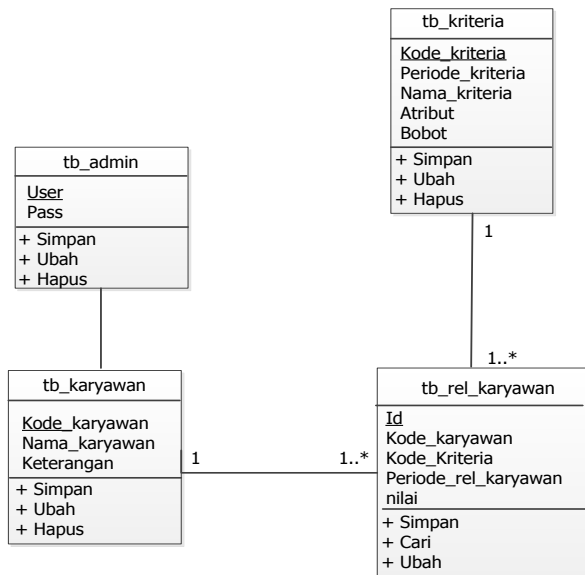 tb_kriteria
Kode_kriteria
Periode_kriteria
Nama_kriteria
Atribut
Bobot
+ Simpan
+ Ubah
+ Hapus
tb_admin
User
Pass
+ Simpan
+ Ubah
+ Hapus
1
1..*
tb_karyawan
Kode_karyawan
Nama_karyawan
Keterangan
+ Simpan
+ Ubah
+ Hapus
1
1..*
tb_rel_karyawan
Id
Kode_karyawan
Kode_Kriteria
Periode_rel_karyawan
nilai
+ Simpan
+ Cari
+ Ubah